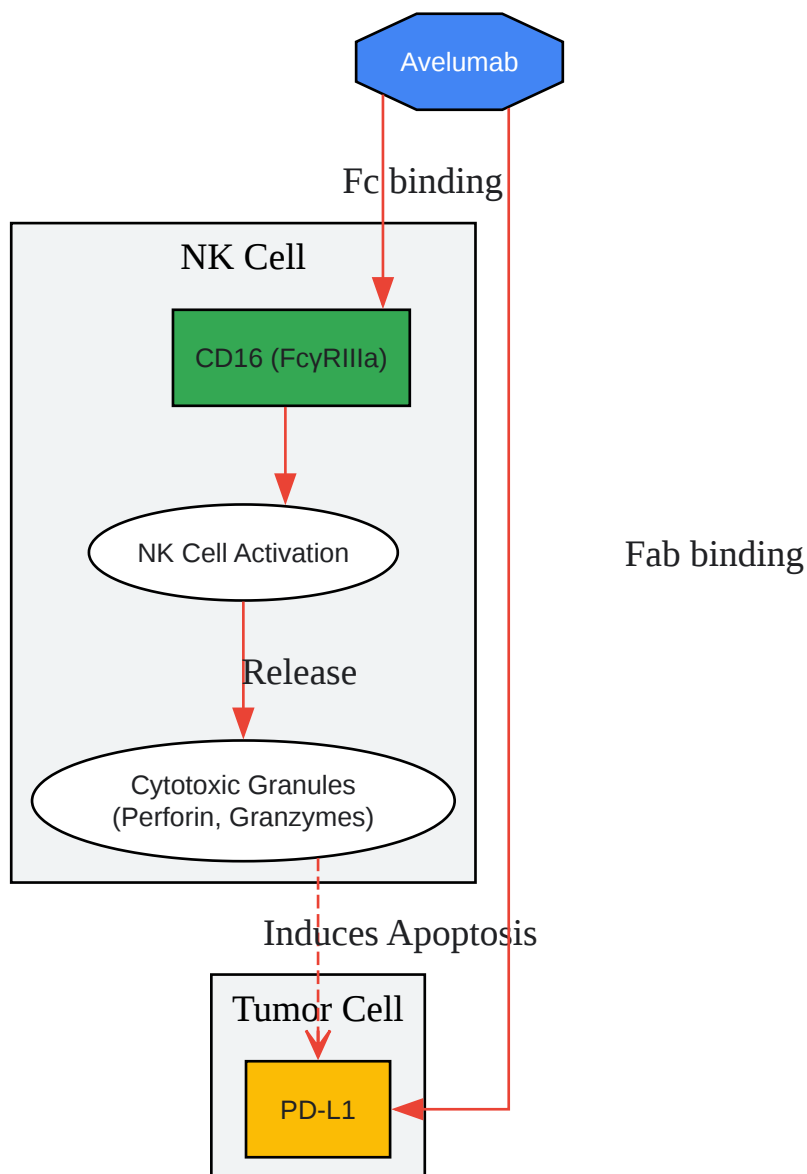 Avelumab
Fc binding
NK Cell
CD16 (FcγRIIIa)
NK Cell Activation
Fab binding
Release
Cytotoxic Granules
(Perforin, Granzymes)
Induces Apoptosis
Tumor Cell
PD-L1